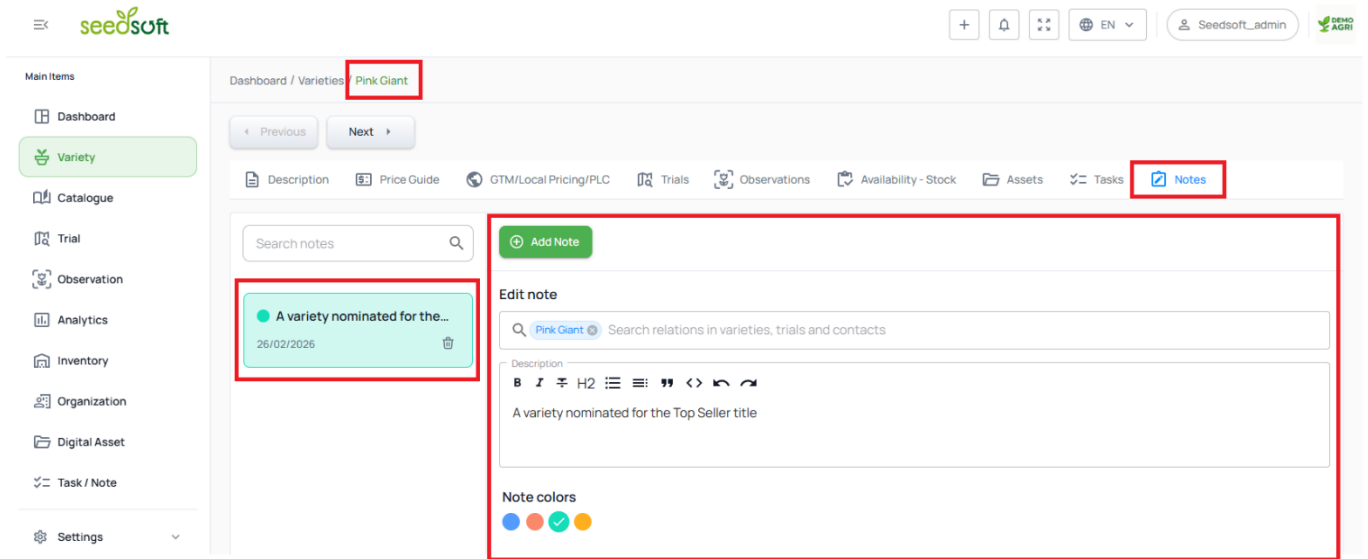 seedsoft
EN
Seedsoft_admin
DEMO
AGRI
Main Items
Dashboard
Variety
Catalogue
Trial
Observation
Analytics
Inventory
Organization
Digital Asset
Task / Note
Settings
Dashboard / Varieties / Pink Giant
Previous
Next
Description
Price Guide
GTM/Local Pricing/PLC
Trials
Observations
Availability - Stock
Assets
Tasks
Notes
Search notes
A variety nominated for the...
26/02/2026
Add Note
Edit note
Pink Giant Search relations in varieties, trials and contacts
Description
B I T H2
A variety nominated for the Top Seller title
Note colors